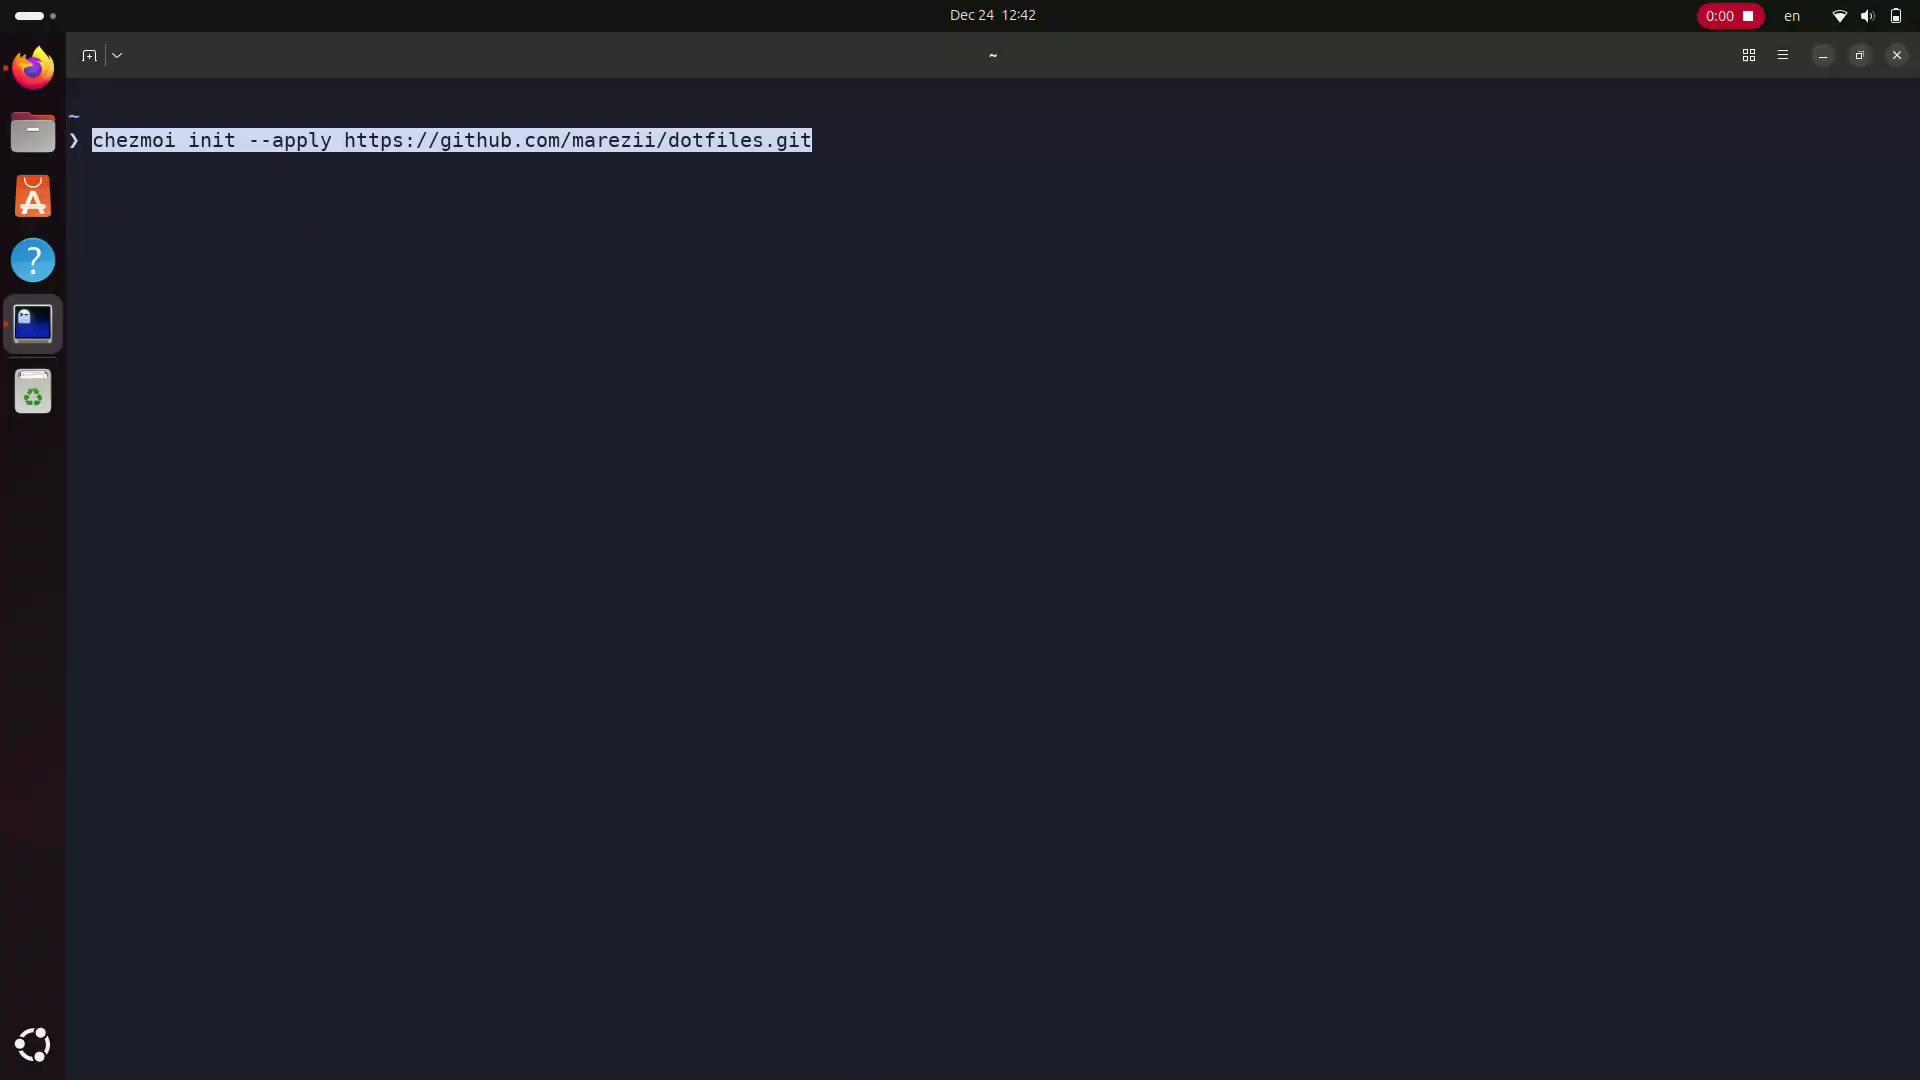 Dec 24 12:42
0:00
en
~
~
❯ chezmoi init --apply https://github.com/marezii/dotfiles.git